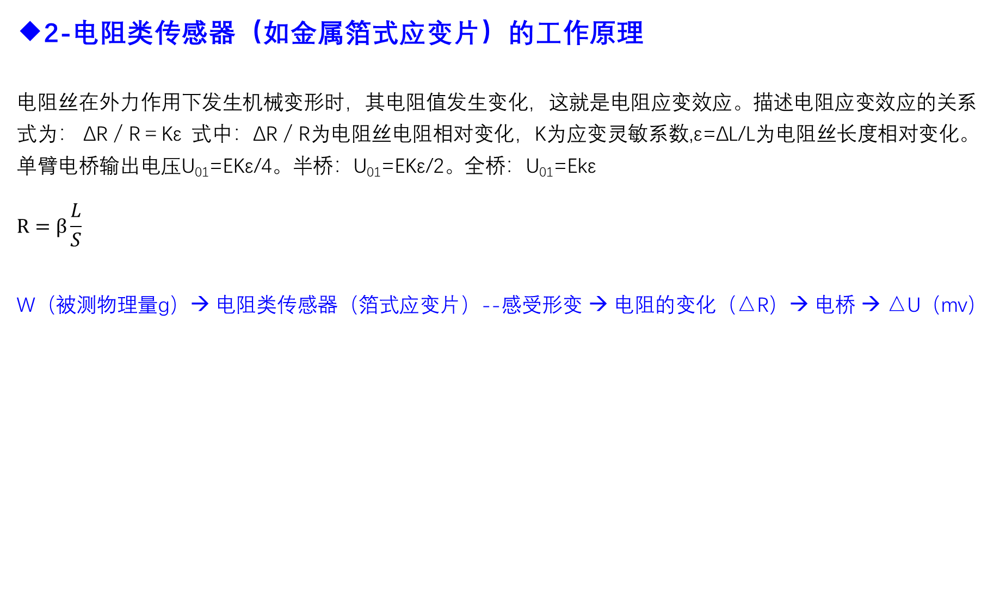 ◆2-电阻类传感器（如金属箔式应变片）的工作原理
电阻丝在外力作用下发生机械变形时，其电阻值发生变化，这就是电阻应变效应。描述电阻应变效应的关系
式为： ΔR／R＝Kε 式中：ΔR／R为电阻丝电阻相对变化，K为应变灵敏系数,ε=ΔL/L为电阻丝长度相对变化。
单臂电桥输出电压U₀₁=EKε/4。半桥：U₀₁=EKε/2。全桥：U₀₁=Ekε
R = β L/S
W（被测物理量g）→ 电阻类传感器（箔式应变片）--感受形变 → 电阻的变化（△R）→ 电桥 → △U（mv）